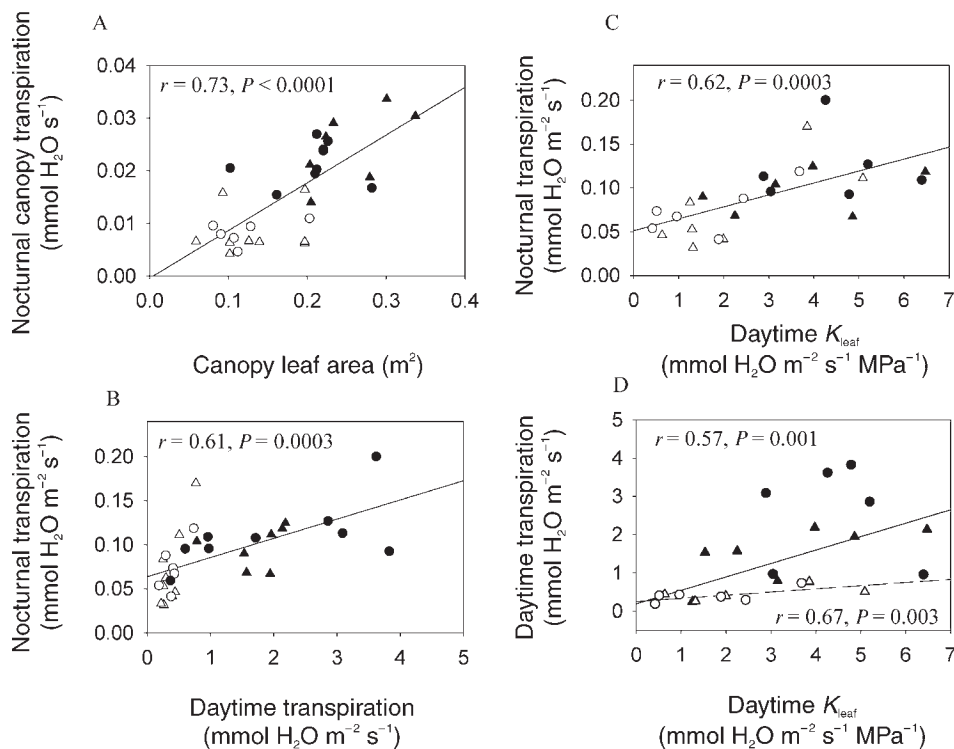 A
Nocturnal canopy transpiration
(mmol H₂O s⁻¹)
0.04
0.03
0.02
0.01
0.00
r = 0.73, P < 0.0001
0.0
0.1
0.2
0.3
0.4
Canopy leaf area (m²)
B
Nocturnal transpiration
(mmol H₂O m⁻² s⁻¹)
0.20
0.15
0.10
0.05
0.00
r = 0.61, P = 0.0003
0
1
2
3
4
5
Daytime transpiration
(mmol H₂O m⁻² s⁻¹)
C
Nocturnal transpiration
(mmol H₂O m⁻² s⁻¹)
0.20
0.15
0.10
0.05
0.00
r = 0.62, P = 0.0003
0
1
2
3
4
5
6
7
Daytime Kleaf
(mmol H₂O m⁻² s⁻¹ MPa⁻¹)
D
Daytime transpiration
(mmol H₂O m⁻² s⁻¹)
5
4
3
2
1
0
r = 0.57, P = 0.001
r = 0.67, P = 0.003
0
1
2
3
4
5
6
7
Daytime Kleaf
(mmol H₂O m⁻² s⁻¹ MPa⁻¹)